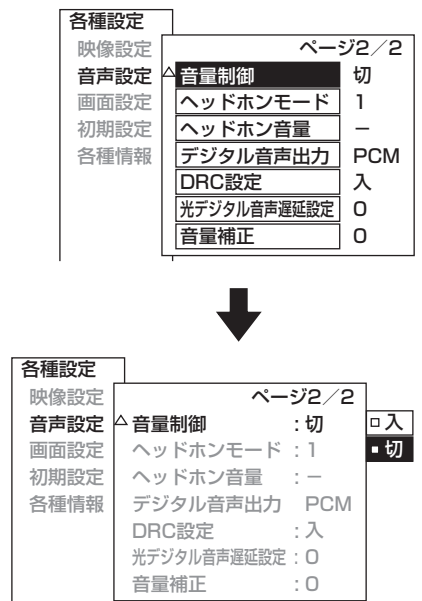 各種設定
映像設定
音声設定
画面設定
初期設定
各種情報
ページ2/2
音量制御 切
ヘッドホンモード 1
ヘッドホン音量 −
デジタル音声出力 PCM
DRC設定 入
光デジタル音声遅延設定 0
音量補正 0
各種設定
映像設定
音声設定
画面設定
初期設定
各種情報
ページ2/2
音量制御 :切
ヘッドホンモード :1
ヘッドホン音量 :−
デジタル音声出力 PCM
DRC設定 :入
光デジタル音声遅延設定:0
音量補正 :0
入
切